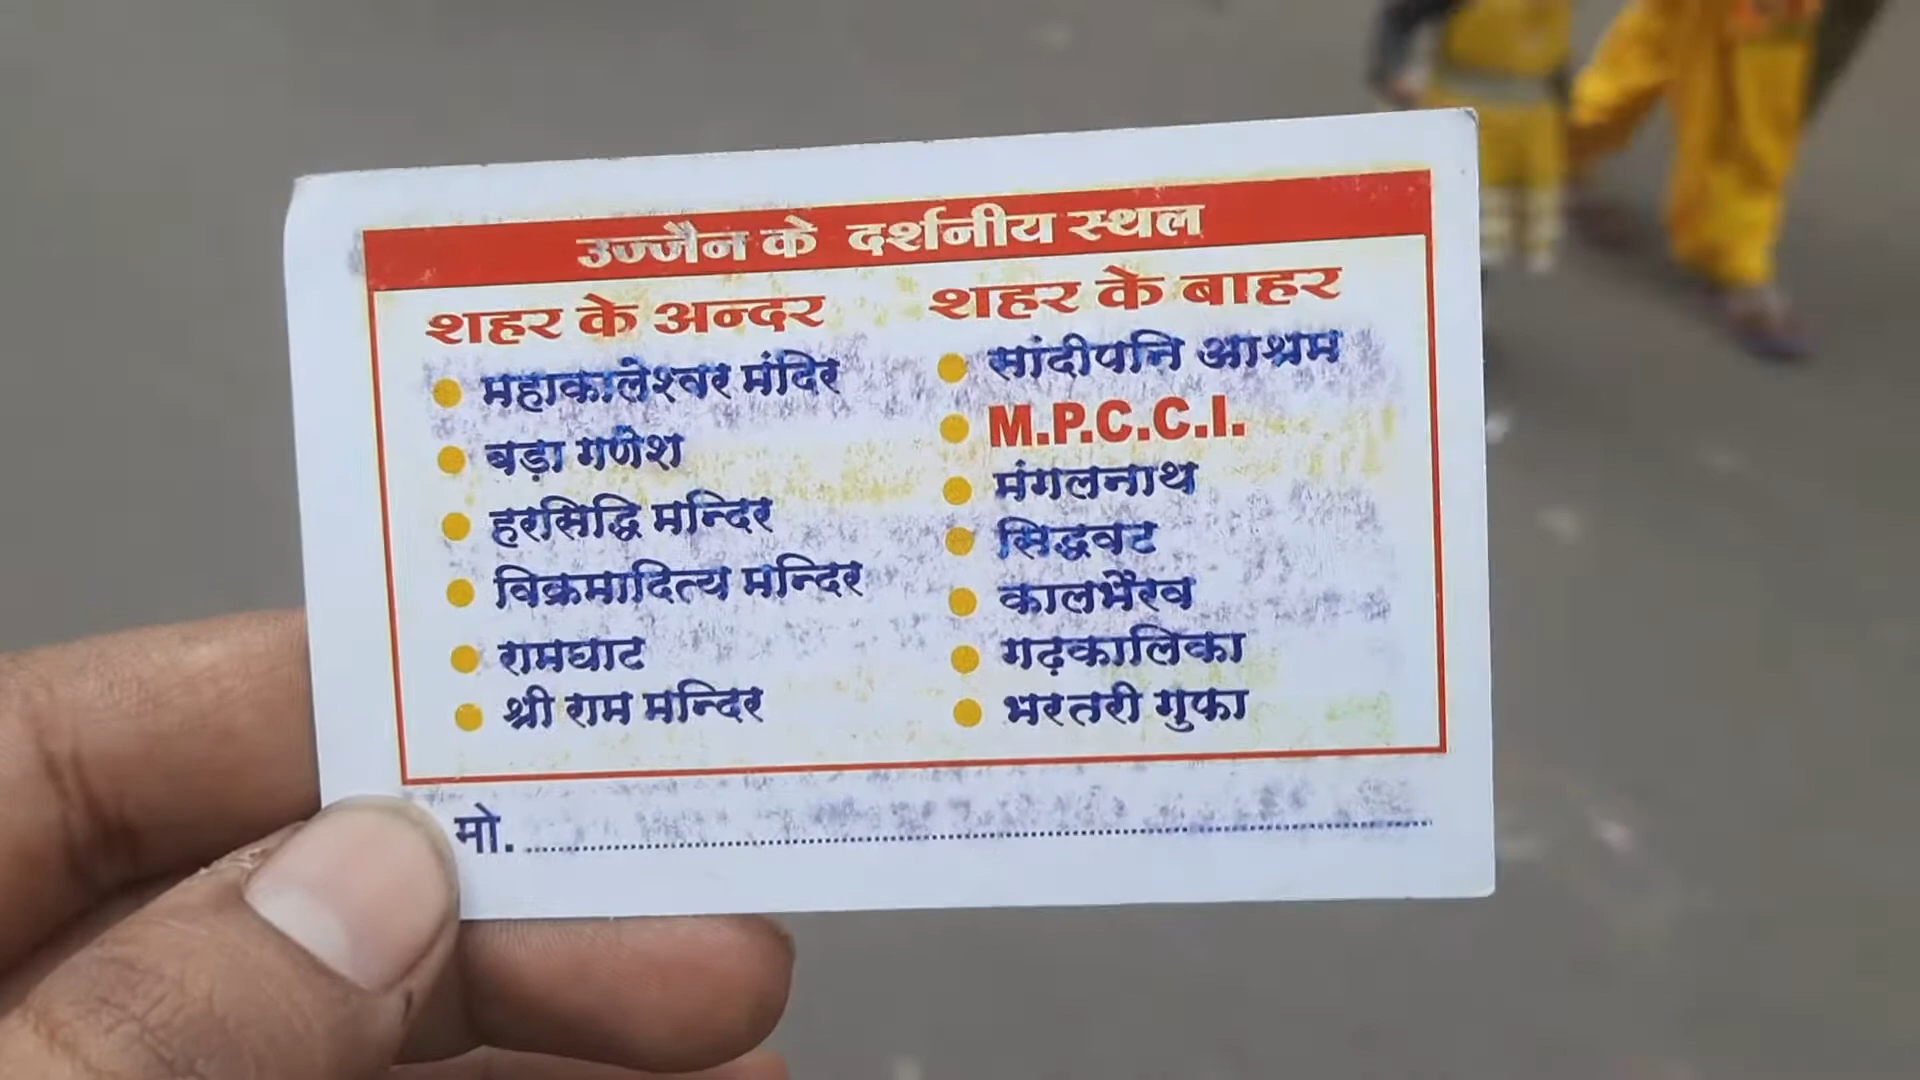 उज्जैन के दर्शनीय स्थल
शहर के अन्दर
महाकालेश्वर मंदिर
बड़ा गणेश
हरसिद्धि मन्दिर
विक्रमादित्य मन्दिर
रामघाट
श्री राम मन्दिर
शहर के बाहर
सांदीपनि आश्रम
M.P.C.C.I.
मंगलनाथ
सिद्धवट
कालभैरव
गढ़कालिका
भरतरी गुफा
मो. ........................................